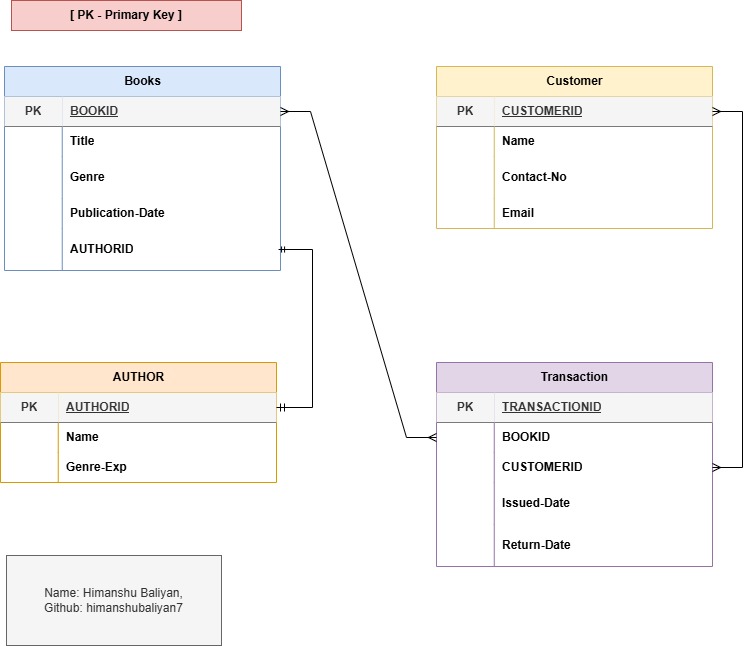 [ PK - Primary Key ]
Books
PK BOOKID
Title
Genre
Publication-Date
AUTHORID
Customer
PK CUSTOMERID
Name
Contact-No
Email
AUTHOR
PK AUTHORID
Name
Genre-Exp
Transaction
PK TRANSACTIONID
BOOKID
CUSTOMERID
Issued-Date
Return-Date
Name: Himanshu Baliyan,
Github: himanshubaliyan7